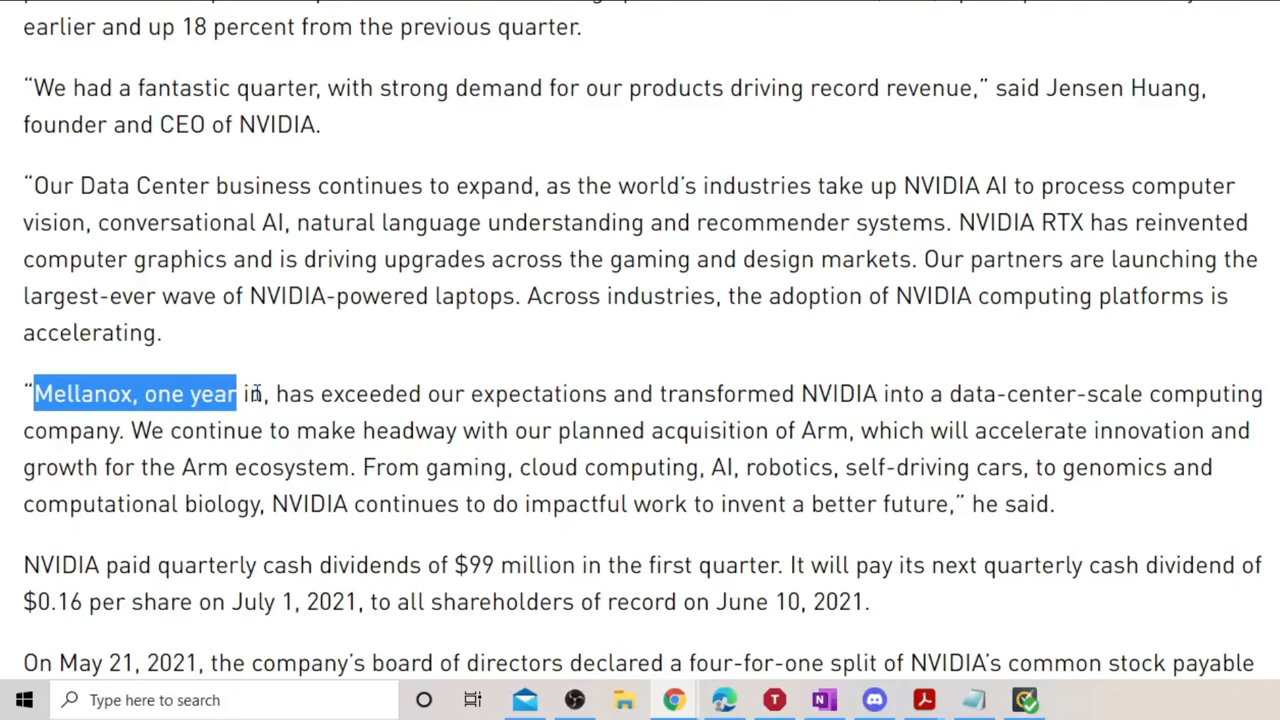 earlier and up 18 percent from the previous quarter.
“We had a fantastic quarter, with strong demand for our products driving record revenue,” said Jensen Huang,
founder and CEO of NVIDIA.
“Our Data Center business continues to expand, as the world’s industries take up NVIDIA AI to process computer
vision, conversational AI, natural language understanding and recommender systems. NVIDIA RTX has reinvented
computer graphics and is driving upgrades across the gaming and design markets. Our partners are launching the
largest-ever wave of NVIDIA-powered laptops. Across industries, the adoption of NVIDIA computing platforms is
accelerating.
“Mellanox, one year in, has exceeded our expectations and transformed NVIDIA into a data-center-scale computing
company. We continue to make headway with our planned acquisition of Arm, which will accelerate innovation and
growth for the Arm ecosystem. From gaming, cloud computing, AI, robotics, self-driving cars, to genomics and
computational biology, NVIDIA continues to do impactful work to invent a better future,” he said.
NVIDIA paid quarterly cash dividends of $99 million in the first quarter. It will pay its next quarterly cash dividend of
$0.16 per share on July 1, 2021, to all shareholders of record on June 10, 2021.
On May 21, 2021, the company’s board of directors declared a four-for-one split of NVIDIA’s common stock payable
Type here to search
T
N